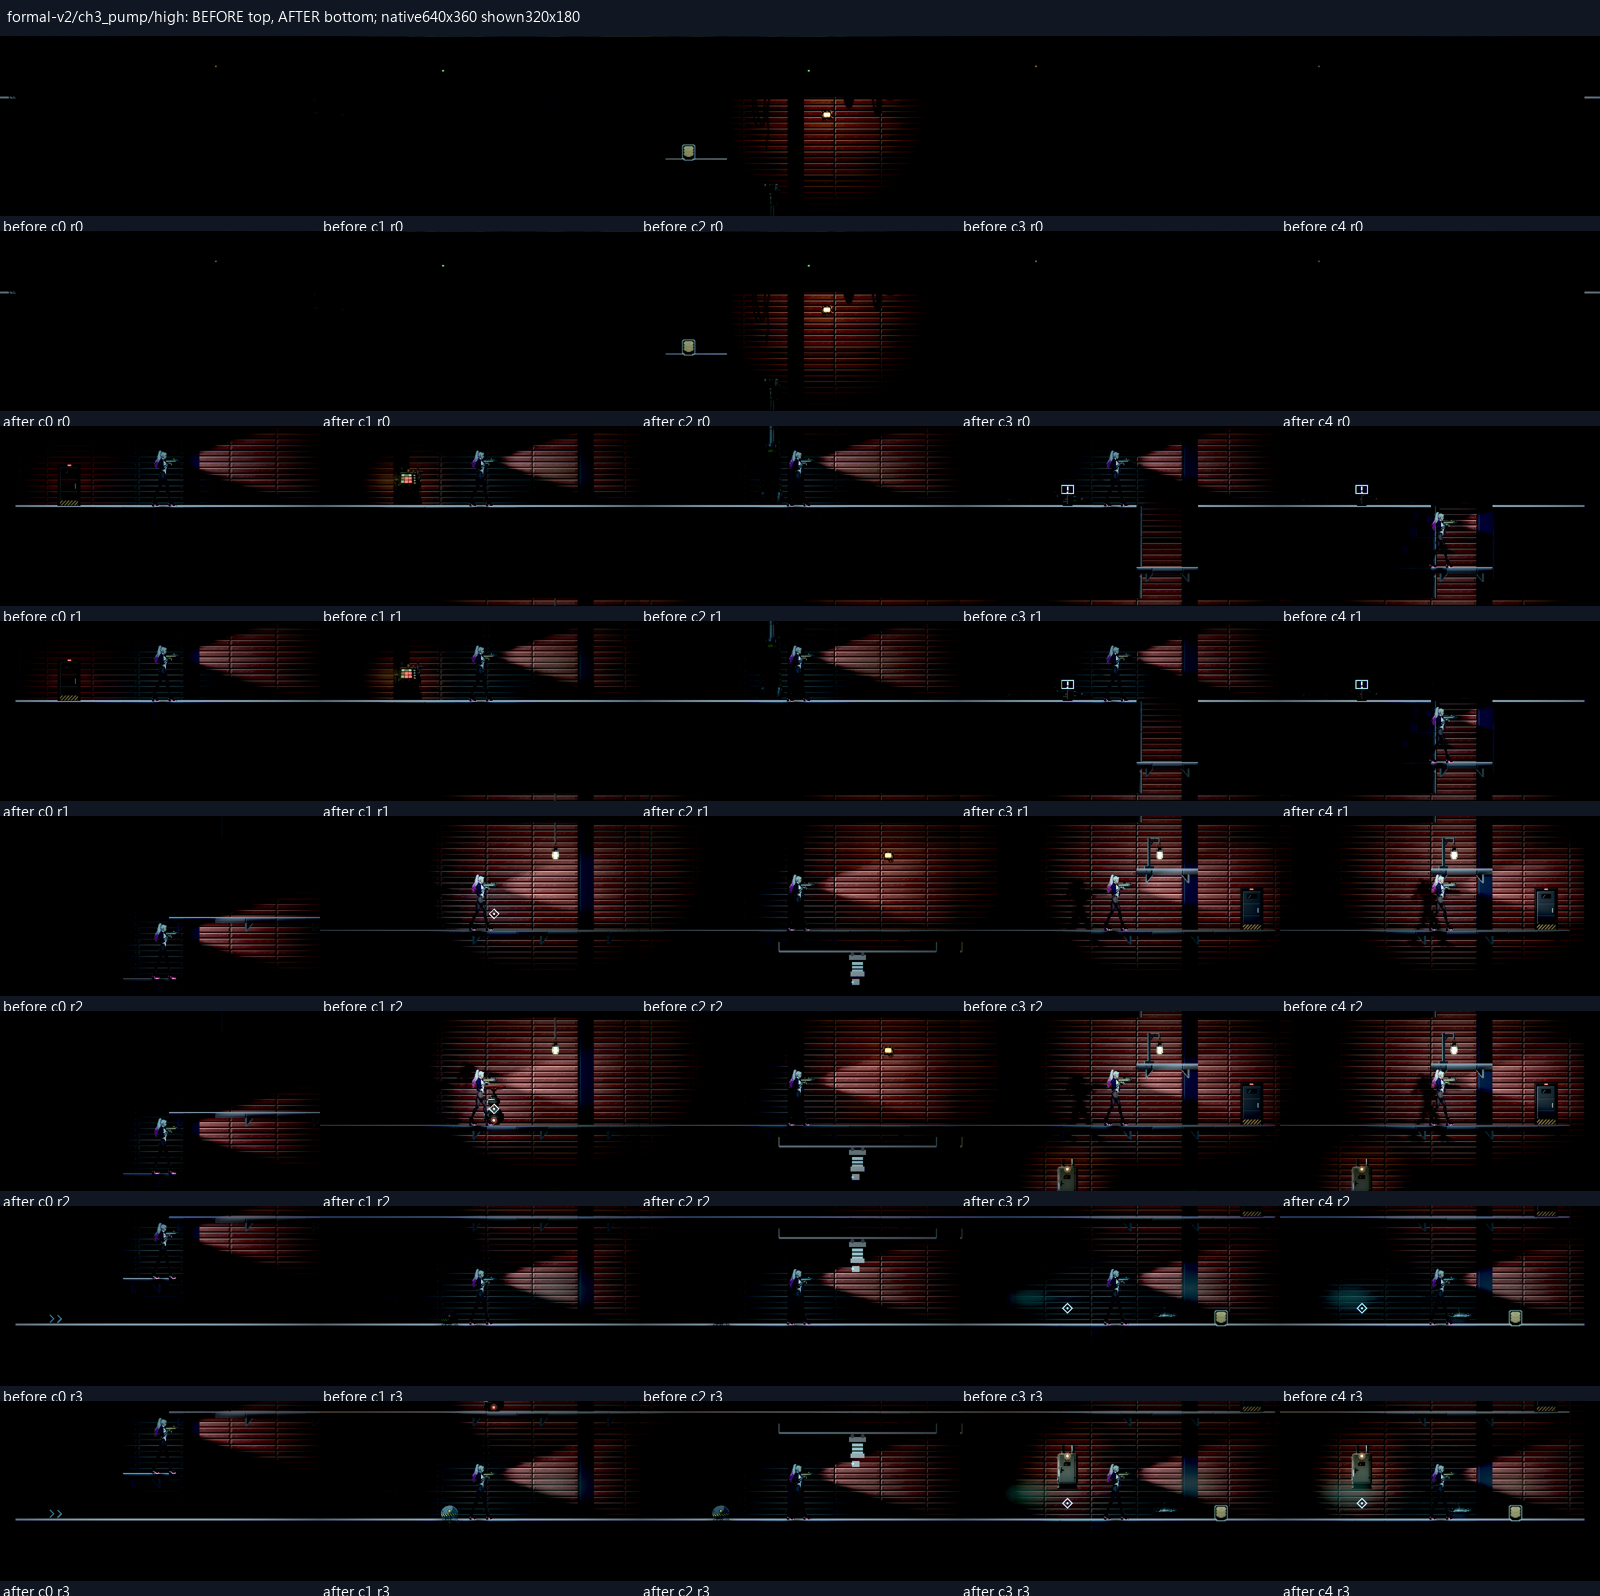 formal-v2/ch3_pump/high: BEFORE top, AFTER bottom; native640x360 shown320x180
before c0 r0
before c1 r0
before c2 r0
before c3 r0
before c4 r0
after c0 r0
after c1 r0
after c2 r0
after c3 r0
after c4 r0
before c0 r1
before c1 r1
before c2 r1
before c3 r1
before c4 r1
after c0 r1
after c1 r1
after c2 r1
after c3 r1
after c4 r1
before c0 r2
before c1 r2
before c2 r2
before c3 r2
before c4 r2
after c0 r2
after c1 r2
after c2 r2
after c3 r2
after c4 r2
before c0 r3
before c1 r3
before c2 r3
before c3 r3
before c4 r3
after c0 r3
after c1 r3
after c2 r3
after c3 r3
after c4 r3